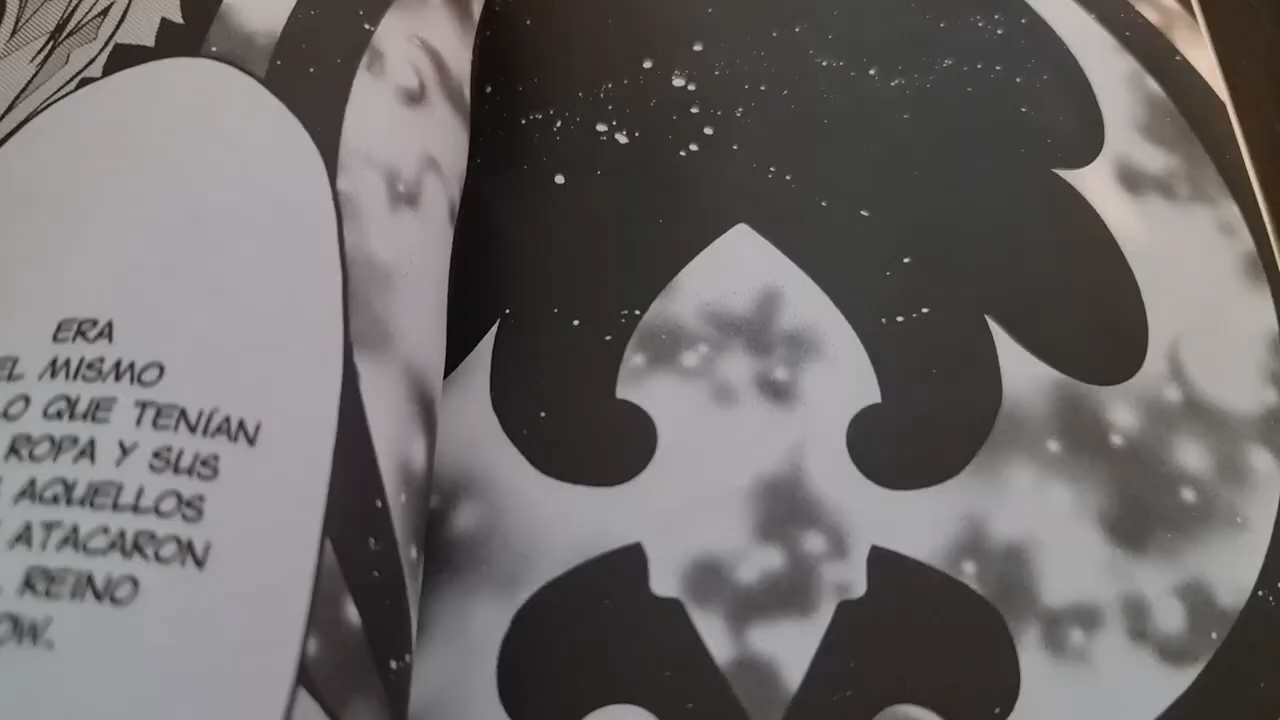 ERA
EL MISMO
LO QUE TENÍAN
ROPA Y SUS
AQUELLOS
ATACARON
REINO
OW.